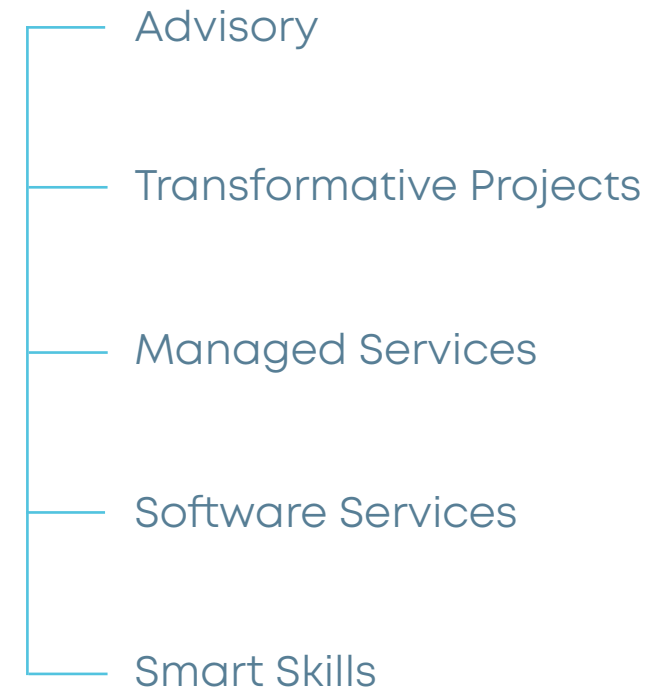 Advisory
Transformative Projects
Managed Services
Software Services
Smart Skills